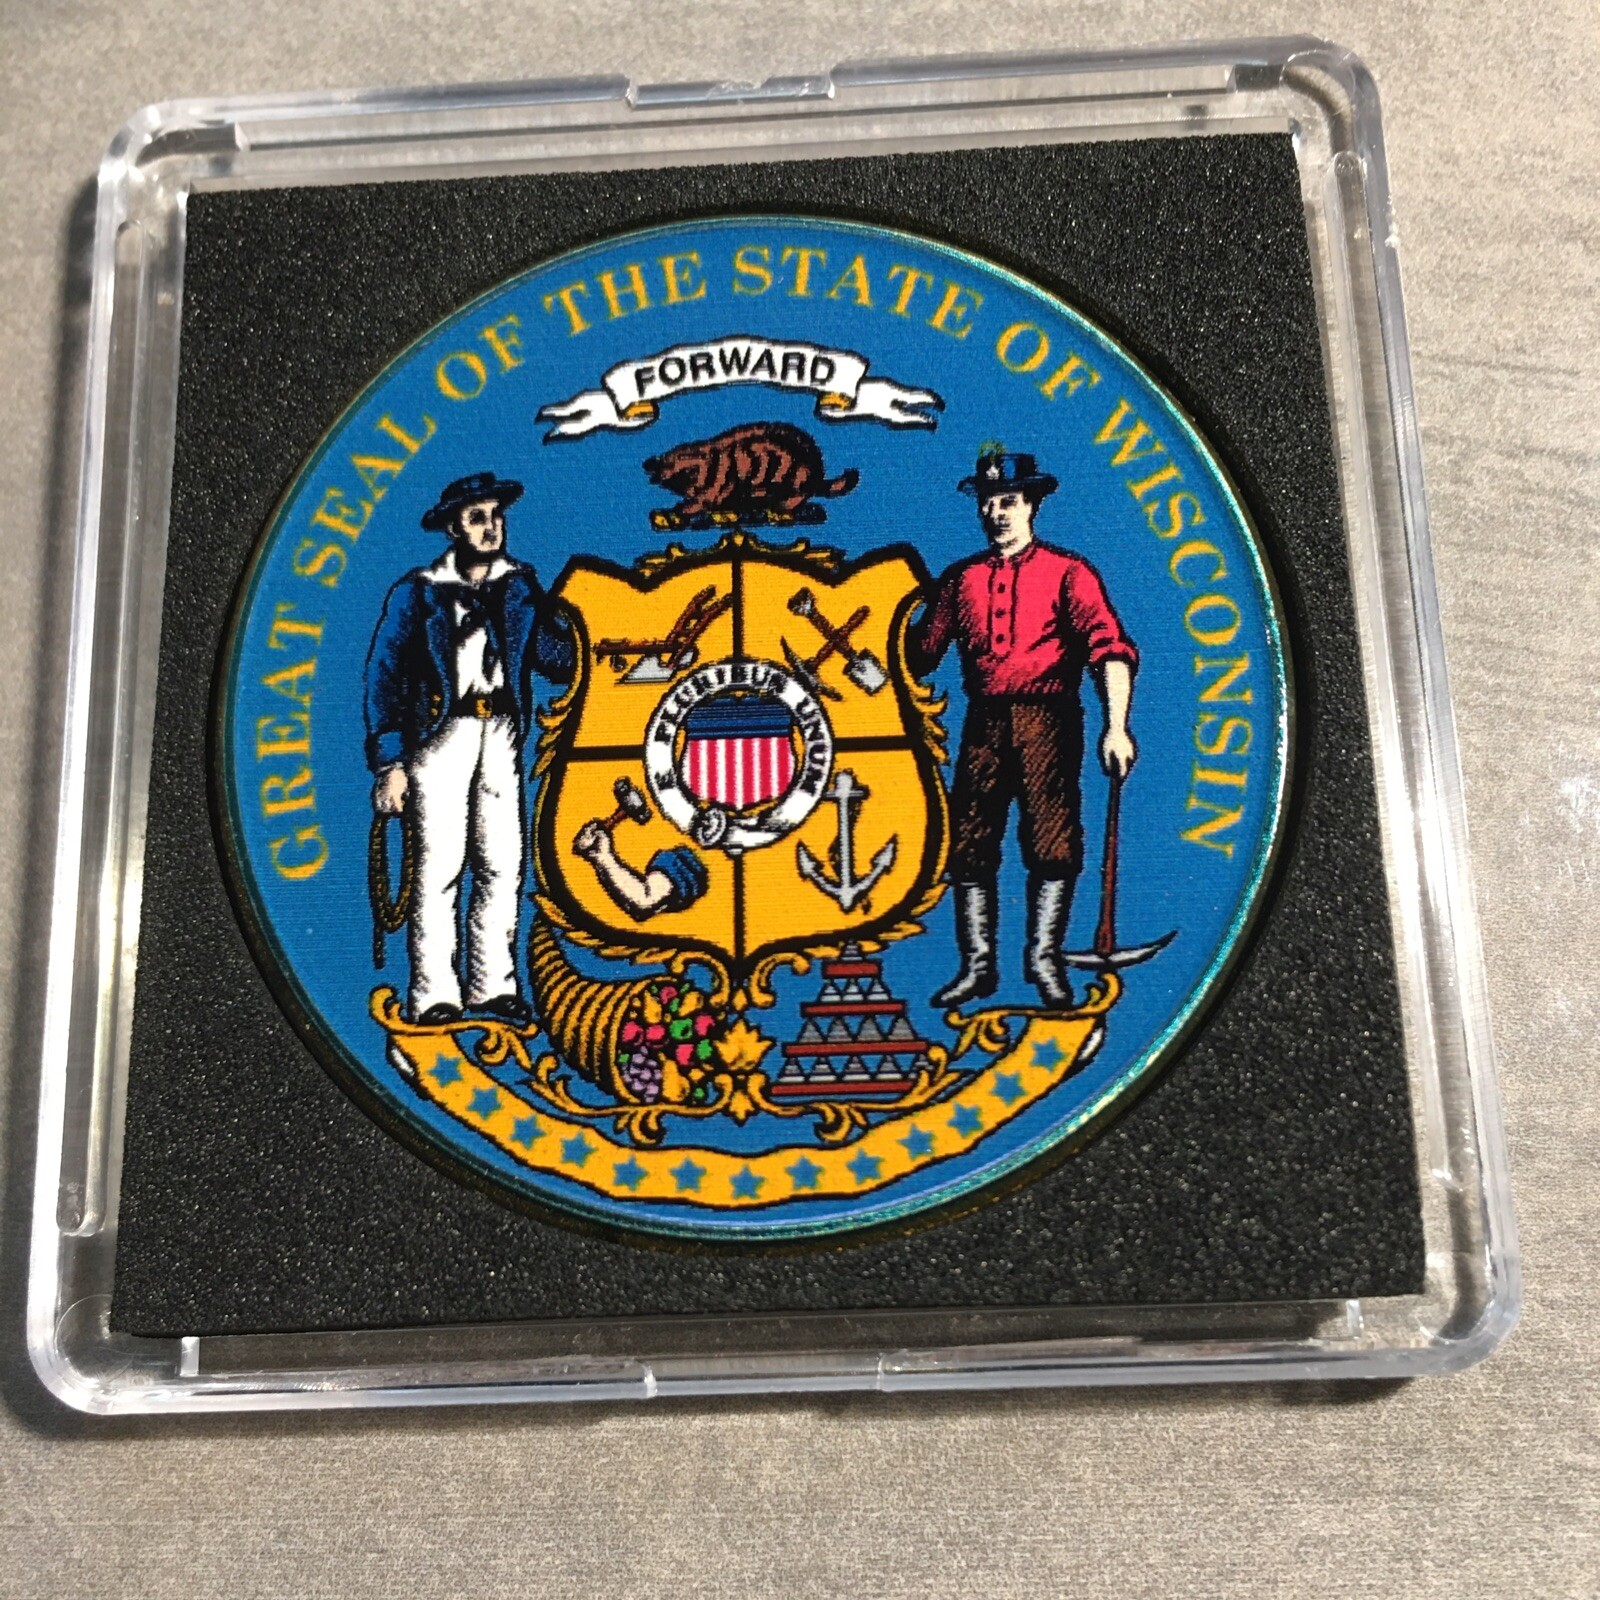 GREAT SEAL OF THE STATE OF WISCONSIN
FORWARD
E PLURIBUS UNUM